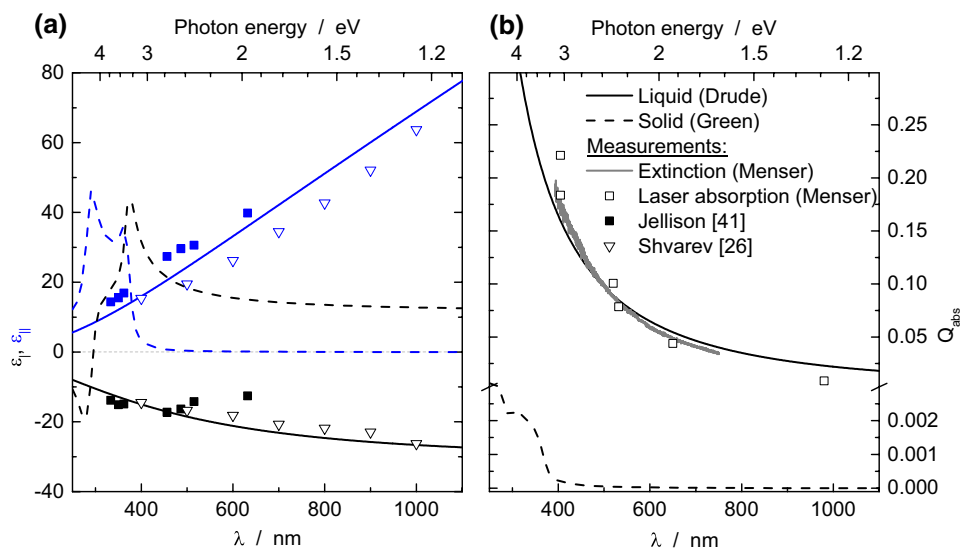 (a)
Photon energy / eV
4 3 2 1.5 1.2
80
60
40
20
0
-20
-40
ε|, ε||
400 600 800 1000
λ / nm
(b)
Photon energy / eV
4 3 2 1.5 1.2
Liquid (Drude)
Solid (Green)
Measurements:
Extinction (Menser)
Laser absorption (Menser)
Jellison [41]
Shvarev [26]
0.25
0.20
0.15
0.10
0.05
0.002
0.001
0.000
Q_abs
400 600 800 1000
λ / nm